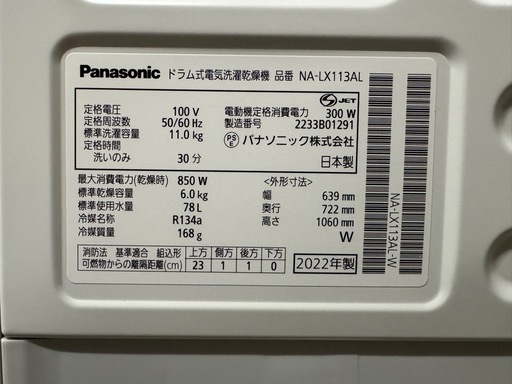 Panasonic ドラム式電気洗濯乾燥機 品番 NA-LX113AL
定格電圧 100 V
定格周波数 50/60 Hz
標準洗濯容量 11.0 kg
定格時間
洗いのみ 30 分
S JET
電動機定格消費電力 300 W
製造番号 2233B01291
PS E パナソニック株式会社
日本製
最大消費電力(乾燥時) 850 W
標準乾燥容量 6.0 kg
標準使用水量 78 L
冷媒名称 R134a
冷媒質量 168 g
<外形寸法>
幅 639 mm
奥行 722 mm
高さ 1060 mm
W
消防法 基準適合 組込形 上方 側方 後方 下方
可燃物からの離隔距離(cm) 23 1 1 0
2022年製
NA-LX113AL-W